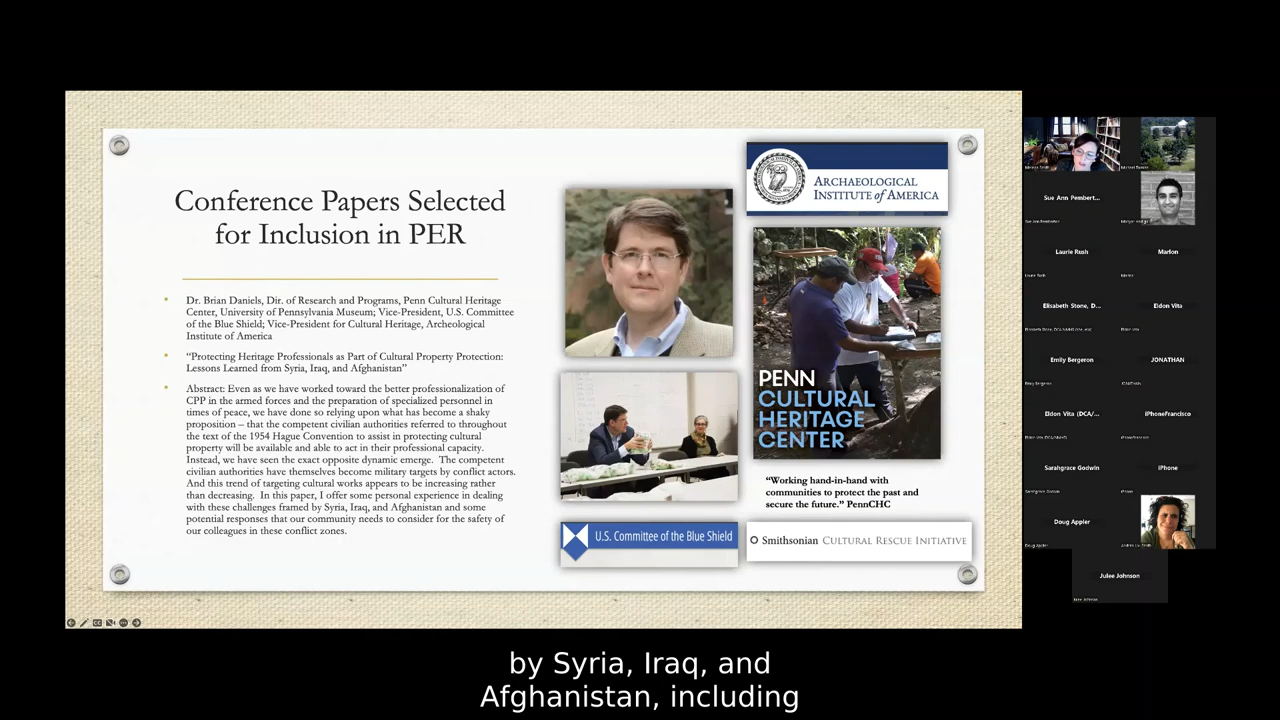 Conference Papers Selected
for Inclusion in PER
Dr. Brian Daniels, Dir. of Research and Programs, Penn Cultural Heritage
Center, University of Pennsylvania Museum; Vice-President, U.S. Committee
of the Blue Shield; Vice-President for Cultural Heritage, Archeological
Institute of America
“Protecting Heritage Professionals as Part of Cultural Property Protection:
Lessons Learned from Syria, Iraq, and Afghanistan”
Abstract: Even as we have worked toward the better professionalization of
CPP in the armed forces and the preparation of specialized personnel in
times of peace, we have done so relying upon what has become a shaky
proposition – that the competent civilian authorities referred to throughout
the text of the 1954 Hague Convention to assist in protecting cultural
property will be available and able to act in their professional capacity.
Instead, we have seen the exact opposite dynamic emerge. The competent
civilian authorities have themselves become military targets by conflict actors.
And this trend of targeting cultural works appears to be increasing rather
than decreasing. In this paper, I offer some personal experience in dealing
with these challenges framed by Syria, Iraq, and Afghanistan and some
potential responses that our community needs to consider for the safety of
our colleagues in these conflict zones.
ARCHAEOLOGICAL
INSTITUTE of AMERICA
PENN
CULTURAL
HERITAGE
CENTER
“Working hand-in-hand with
communities to protect the past and
secure the future.” PennCHC
U.S. Committee of the Blue Shield
Smithsonian CULTURAL RESCUE INITIATIVE
Sue Ann Pembert...
Laurie Rush
Marlon
Elisabeth Stone, D...
Eldon Vita
Emily Bergeron
JONATHAN
Eldon Vita (DCA/...
iPhoneFrancisco
Sarahgrace Godwin
iPhone
Doug Appler
Julee Johnson
by Syria, Iraq, and
Afghanistan, including